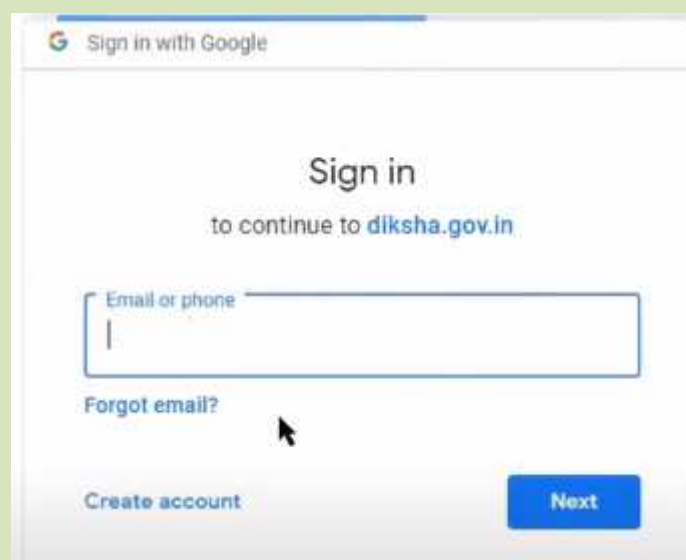 Sign in with Google
Sign in
to continue to diksha.gov.in
Email or phone
Forgot email?
Create account
Next